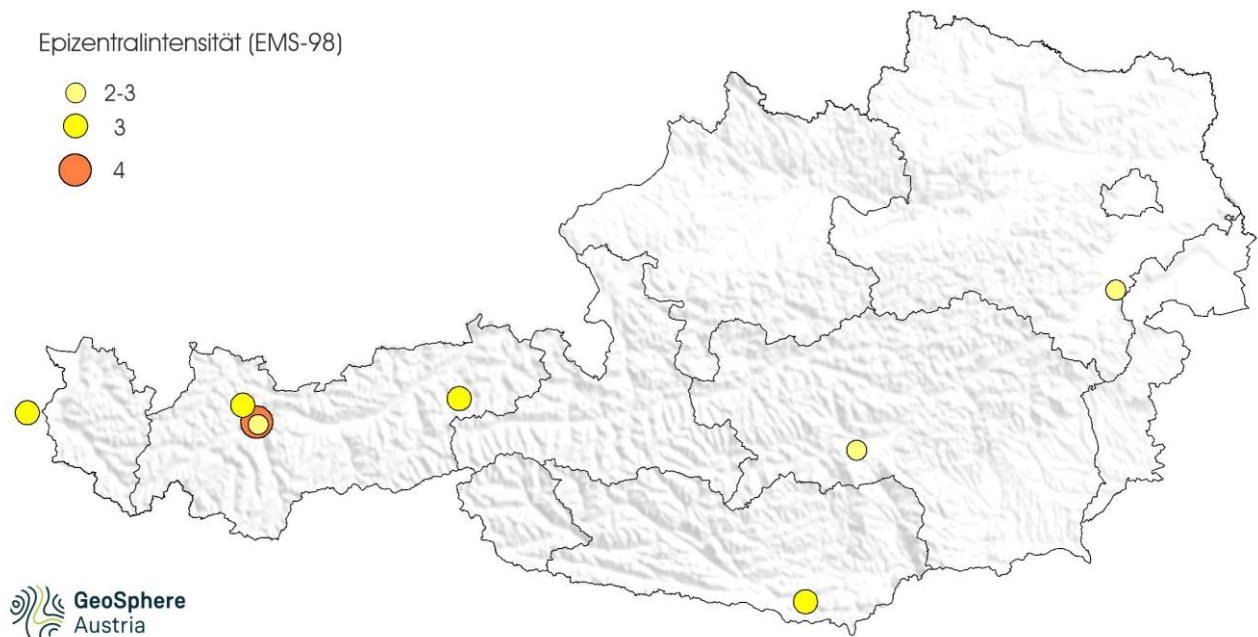 Epizentralintensität (EMS-98)
2-3
3
4
GeoSphere
Austria